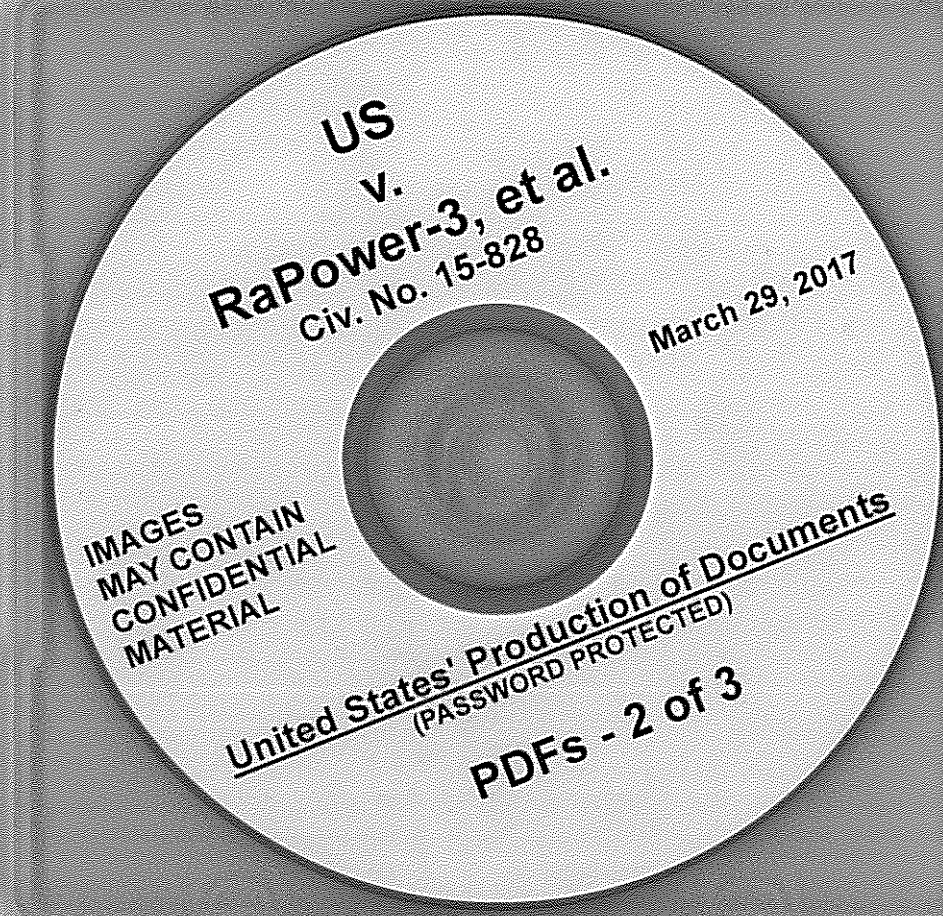 US
v.
RaPower-3, et al.
Civ. No. 15-828
March 29, 2017
IMAGES
MAY CONTAIN
CONFIDENTIAL
MATERIAL
United States' Production of Documents
(PASSWORD PROTECTED)
PDFs - 2 of 3